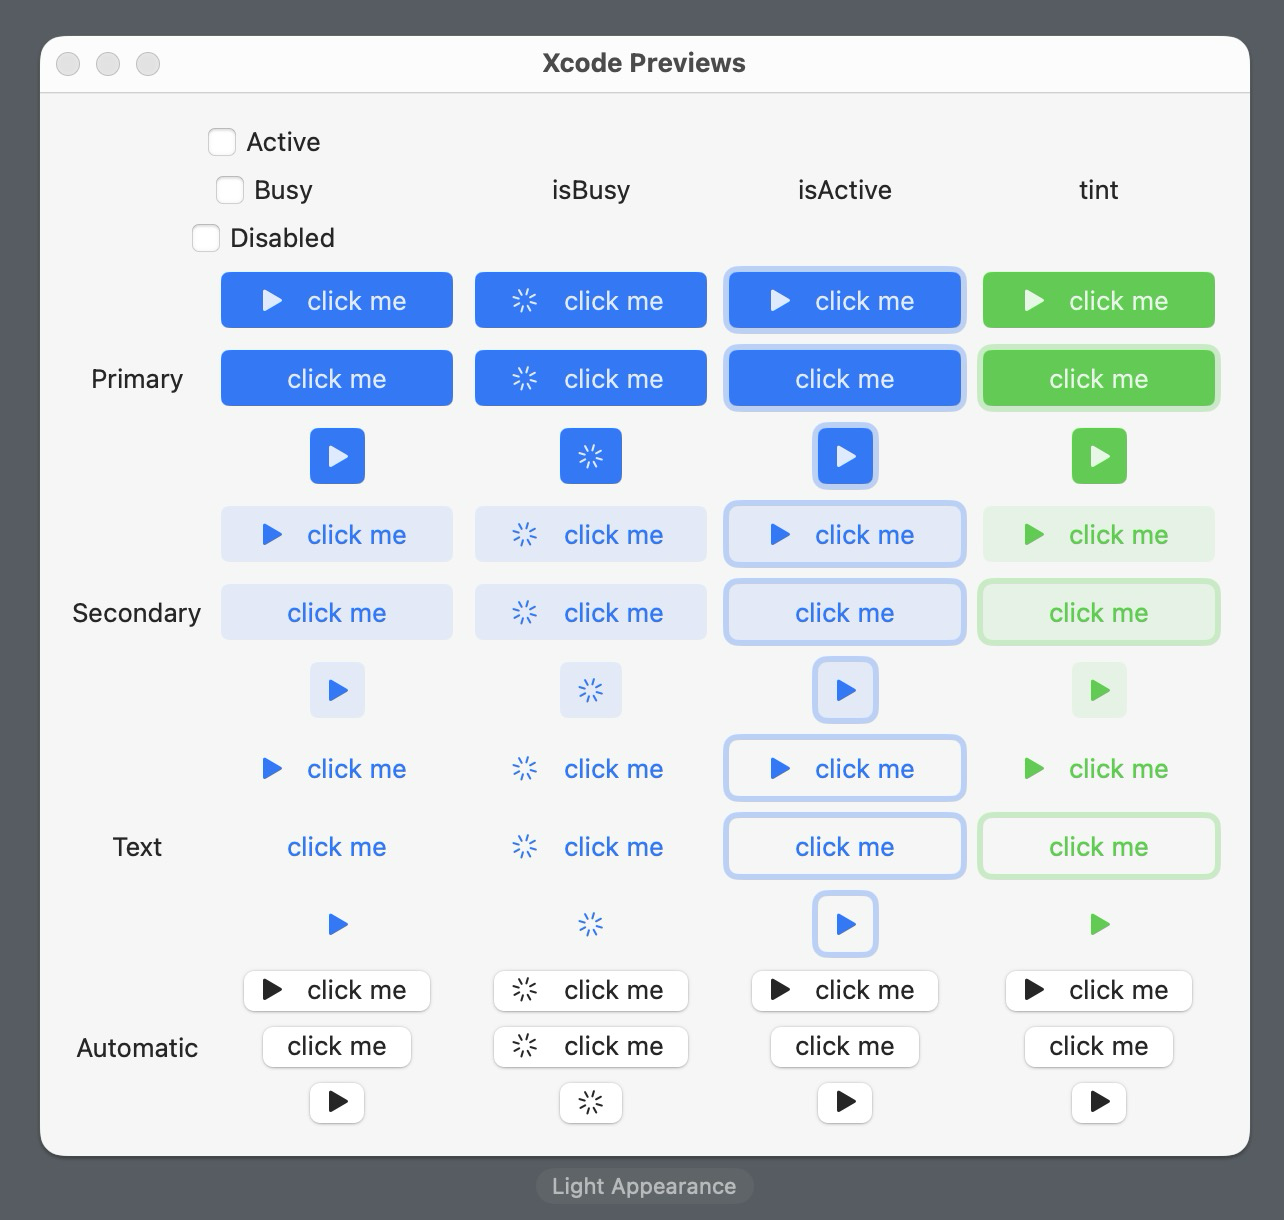 Xcode Previews
Active
Busy isBusy isActive tint
Disabled
click me click me click me click me
Primary click me click me click me click me
click me click me click me click me
Secondary click me click me click me click me
click me click me click me click me
Text click me click me click me click me
click me click me click me click me
Automatic click me click me click me click me
Light Appearance